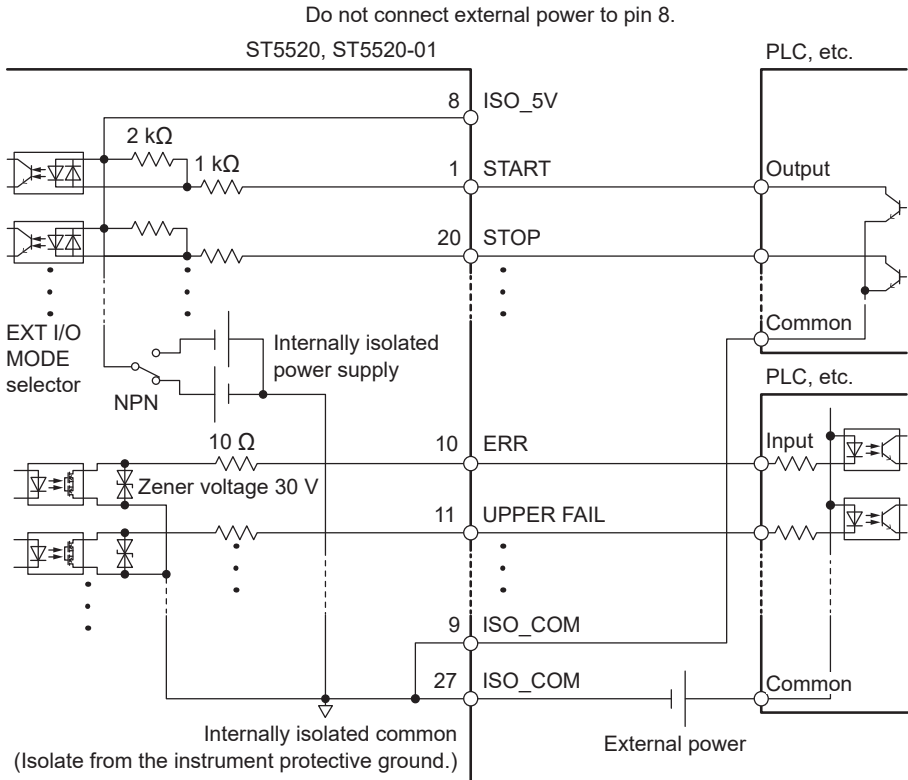 Do not connect external power to pin 8.
ST5520, ST5520-01
PLC, etc.
8 ISO_5V
2 kΩ
1 kΩ
1 START
Output
20 STOP
EXT I/O
MODE
selector
NPN
Internally isolated
power supply
Common
PLC, etc.
10 Ω
10 ERR
Input
Zener voltage 30 V
11 UPPER FAIL
9 ISO_COM
27 ISO_COM
Common
Internally isolated common
(Isolate from the instrument protective ground.)
External power